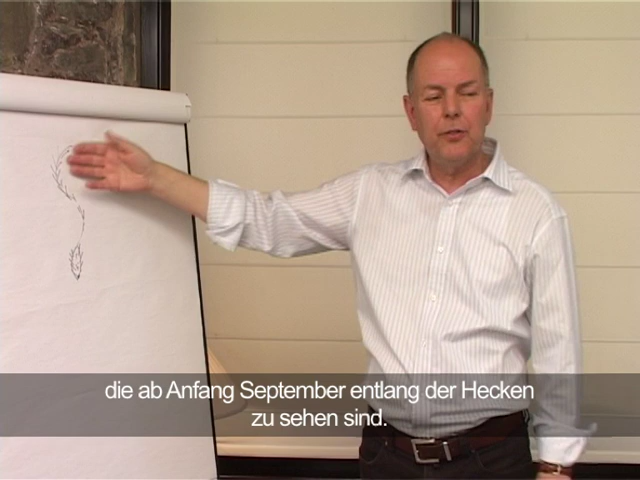 die ab Anfang September entlang der Hecken
zu sehen sind.